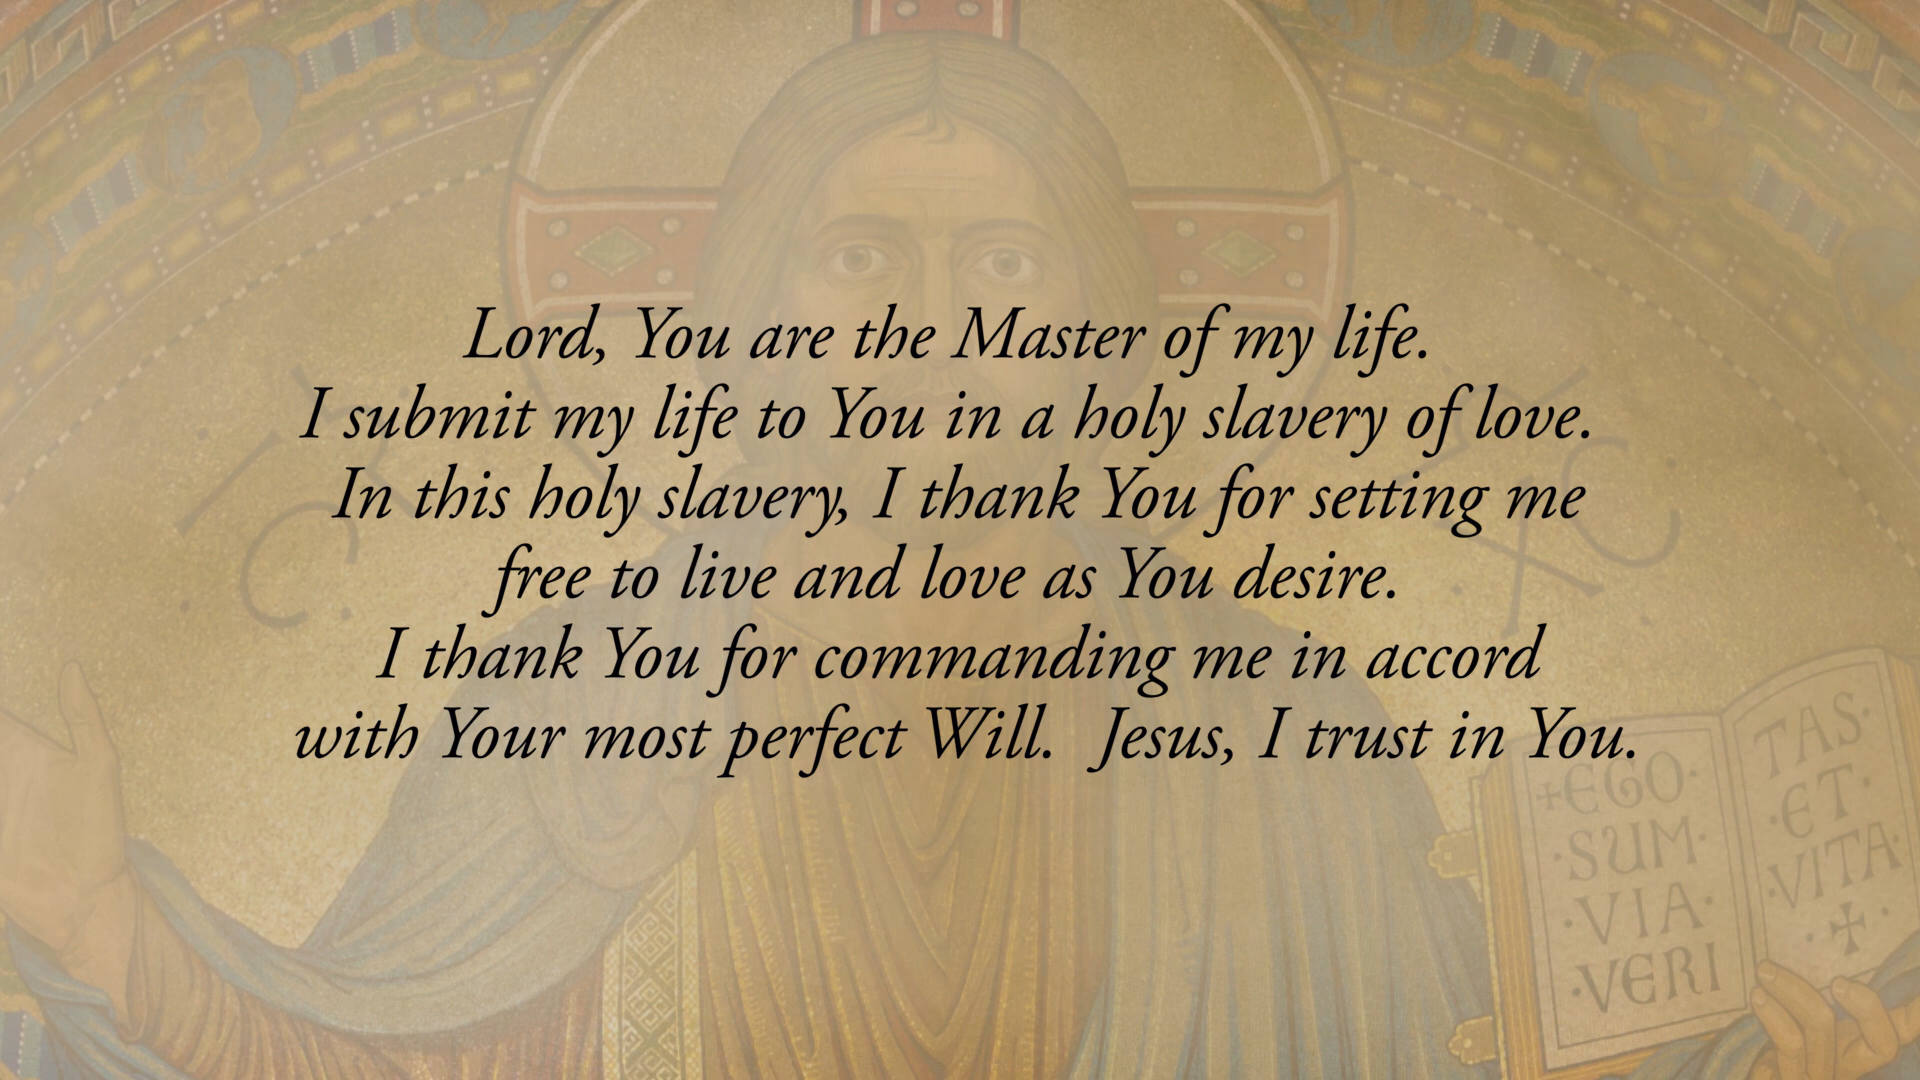 Lord, You are the Master of my life.
I submit my life to You in a holy slavery of love.
In this holy slavery, I thank You for setting me
free to live and love as You desire.
I thank You for commanding me in accord
with Your most perfect Will.  Jesus, I trust in You.
+EGO·
·SUM·
·VIA·
·VERI
TAS·
·ET·
·VITA·
·+·